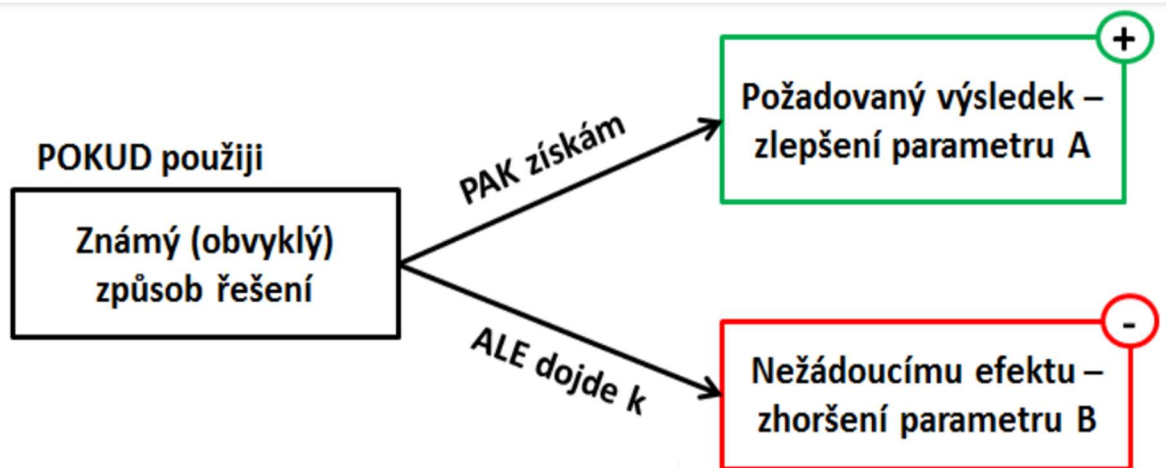 POKUD použiji
Známý (obvyklý)
způsob řešení
PAK získám
+
Požadovaný výsledek –
zlepšení parametru A
ALE dojde k
-
Nežádoucímu efektu –
zhoršení parametru B